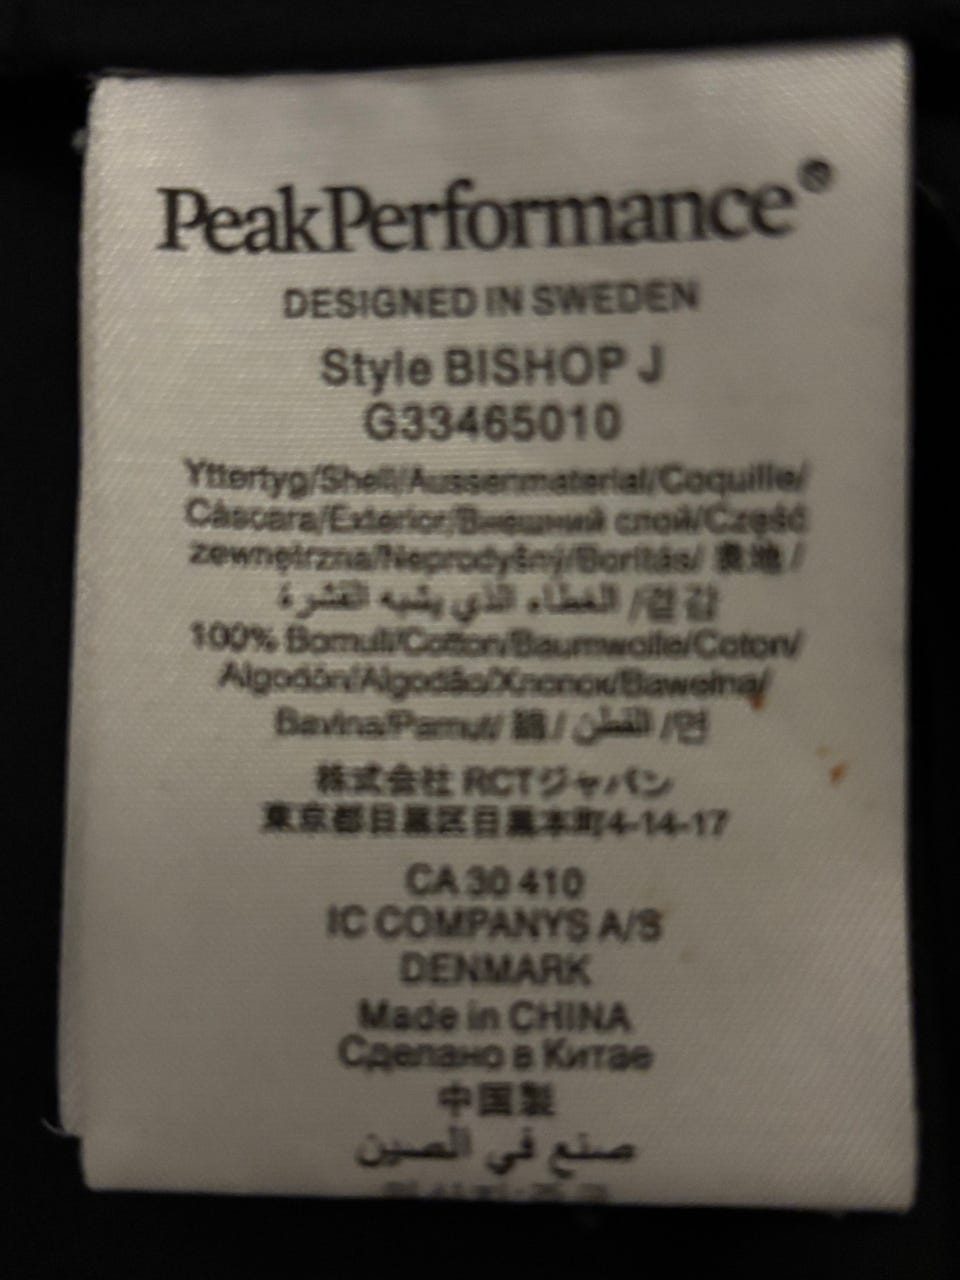 PeakPerformance®
DESIGNED IN SWEDEN
Style BISHOP J
G33465010
Yttertyg/Shell/Aussenmaterial/Coquille/
Cáscara/Exterior/Внешний слой/Część
zewnętrzna/Neprodyšný/Borítás/ 表地 /
الغطاء الذي يشبه القشرة /겉감
100% Bomull/Cotton/Baumwolle/Coton/
Algodón/Algodão/Хлопок/Bawełna/
Bavlna/Pamut/ 綿 / القطن /면
株式会社 RCTジャパン
東京都目黒区目黒本町4-14-17
CA 30 410
IC COMPANYS A/S
DENMARK
Made in CHINA
Сделано в Китае
中国製
صنع في الصين